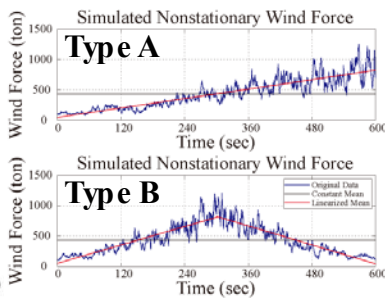 Simulated Nonstationary Wind Force
Type A
Wind Force (ton)
1500
1000
500
0
0 120 240 360 480 600
Time (sec)
Simulated Nonstationary Wind Force
Type B
Original Data
Constant Mean
Linearized Mean
Wind Force (ton)
1500
1000
500
0
0 120 240 360 480 600
Time (sec)